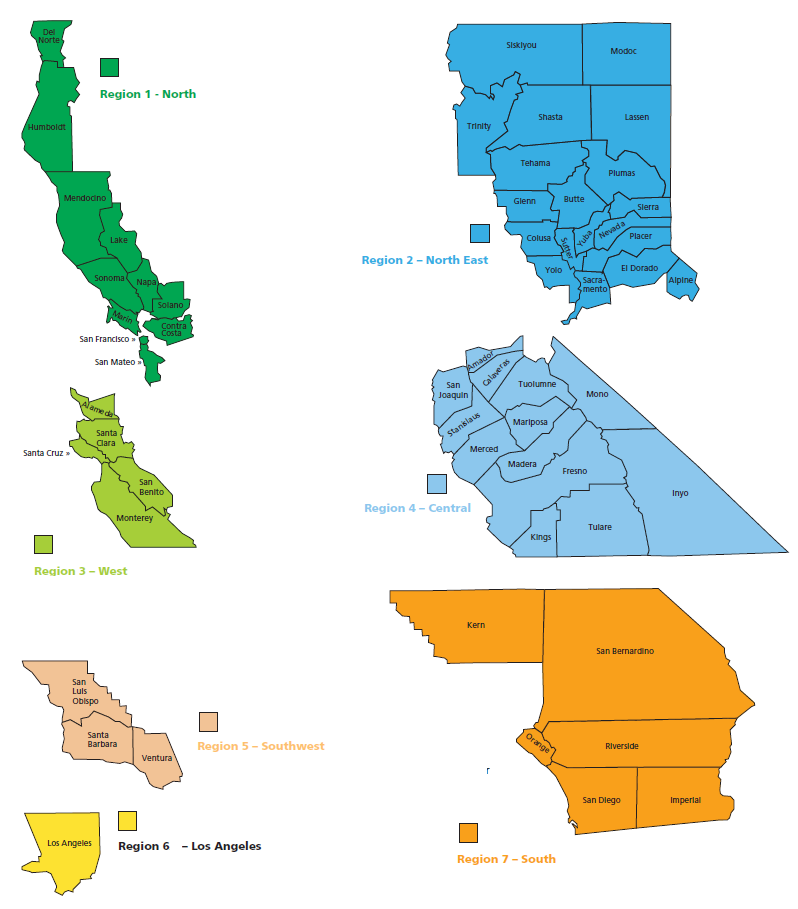 Del
Norte
Humboldt
Region 1 - North
Mendocino
Lake
Sonoma
Napa
Solano
Marin
Contra
Costa
San Francisco »
San Mateo »
Siskiyou
Modoc
Trinity
Shasta
Lassen
Tehama
Plumas
Glenn
Butte
Sierra
Colusa
Sutter
Yuba
Nevada
Placer
Yolo
Sacra-
mento
El Dorado
Alpine
Region 2 – North East
Alameda
Santa
Clara
Santa Cruz »
San
Benito
Monterey
Region 3 – West
Amador
Calaveras
San
Joaquin
Tuolumne
Mono
Stanislaus
Mariposa
Merced
Madera
Fresno
Inyo
Kings
Tulare
Region 4 – Central
San
Luis
Obispo
Santa
Barbara
Ventura
Region 5 – Southwest
Los Angeles
Region 6 – Los Angeles
Kern
San Bernardino
Orange
Riverside
San Diego
Imperial
r
Region 7 – South